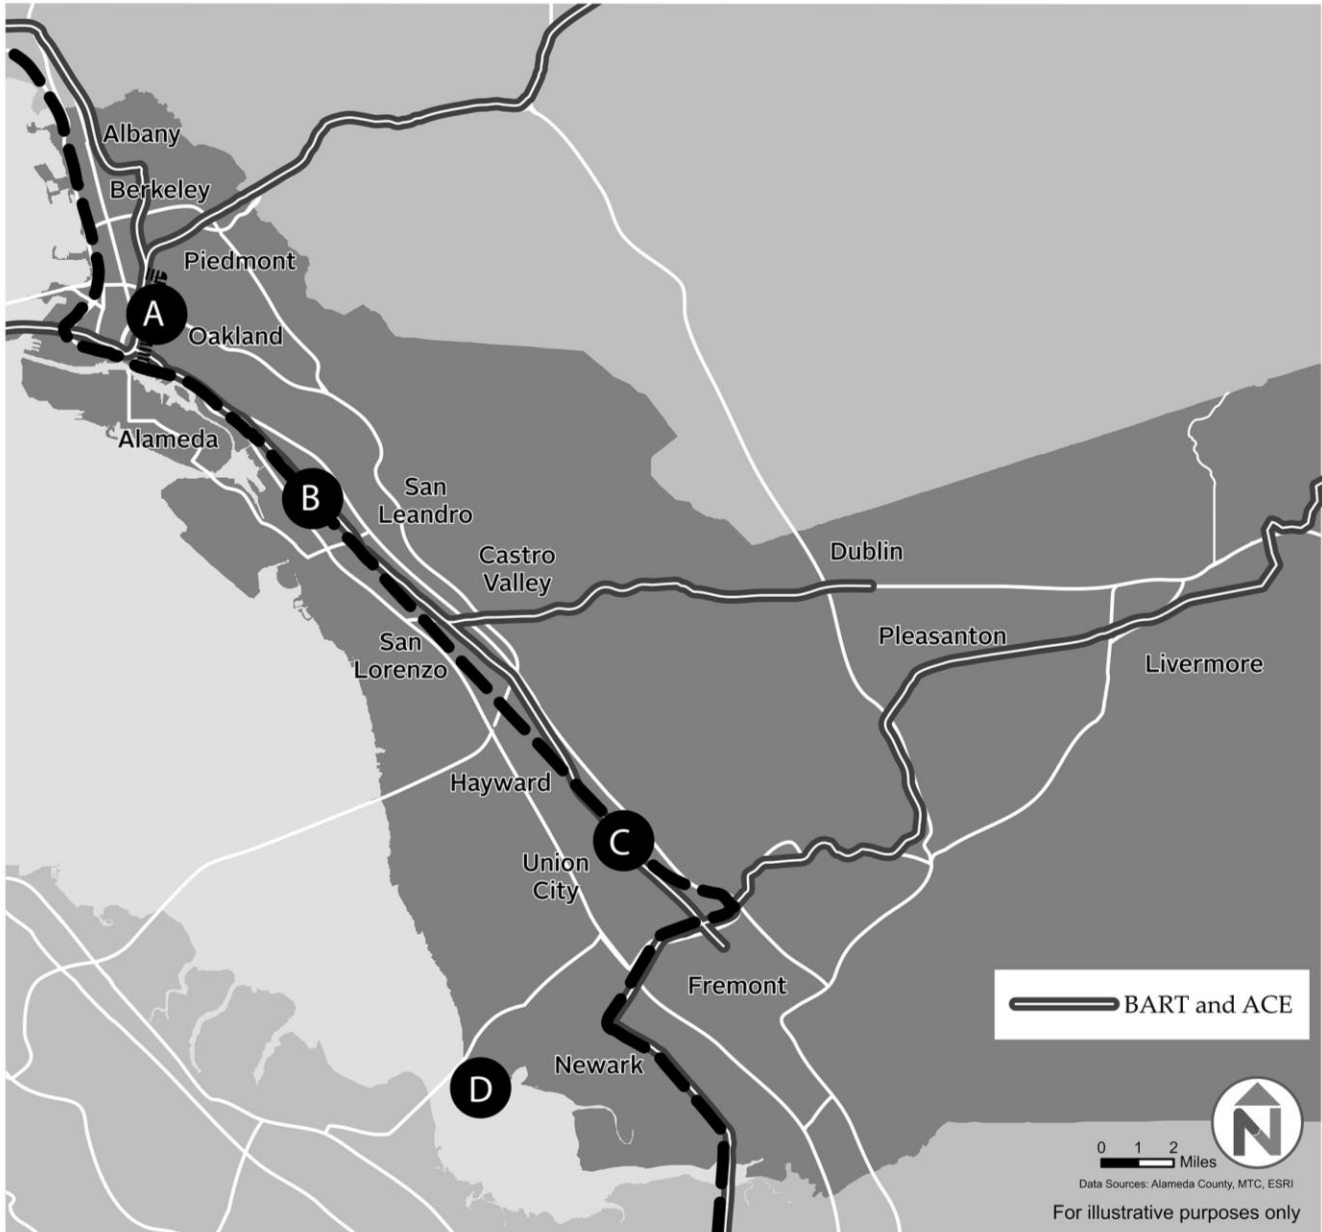 Albany
Berkeley
Piedmont
A
Oakland
Alameda
B
San
Leandro
Castro
Valley
Dublin
San
Lorenzo
Pleasanton
Livermore
Hayward
C
Union
City
Fremont
BART and ACE
Newark
D
N
0 1 2
Miles
Data Sources: Alameda County, MTC, ESRI
For illustrative purposes only